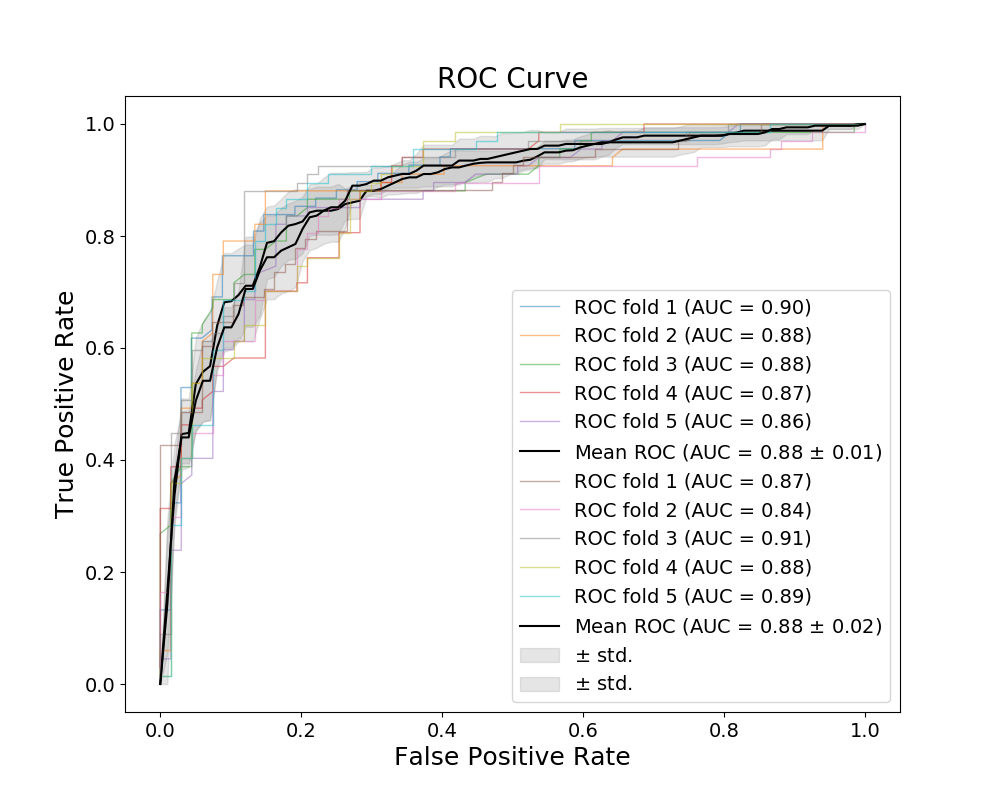 ROC Curve
1.0
0.8
0.6
0.4
0.2
0.0
True Positive Rate
ROC fold 1 (AUC = 0.90)
ROC fold 2 (AUC = 0.88)
ROC fold 3 (AUC = 0.88)
ROC fold 4 (AUC = 0.87)
ROC fold 5 (AUC = 0.86)
Mean ROC (AUC = 0.88 ± 0.01)
ROC fold 1 (AUC = 0.87)
ROC fold 2 (AUC = 0.84)
ROC fold 3 (AUC = 0.91)
ROC fold 4 (AUC = 0.88)
ROC fold 5 (AUC = 0.89)
Mean ROC (AUC = 0.88 ± 0.02)
± std.
± std.
0.0 0.2 0.4 0.6 0.8 1.0
False Positive Rate